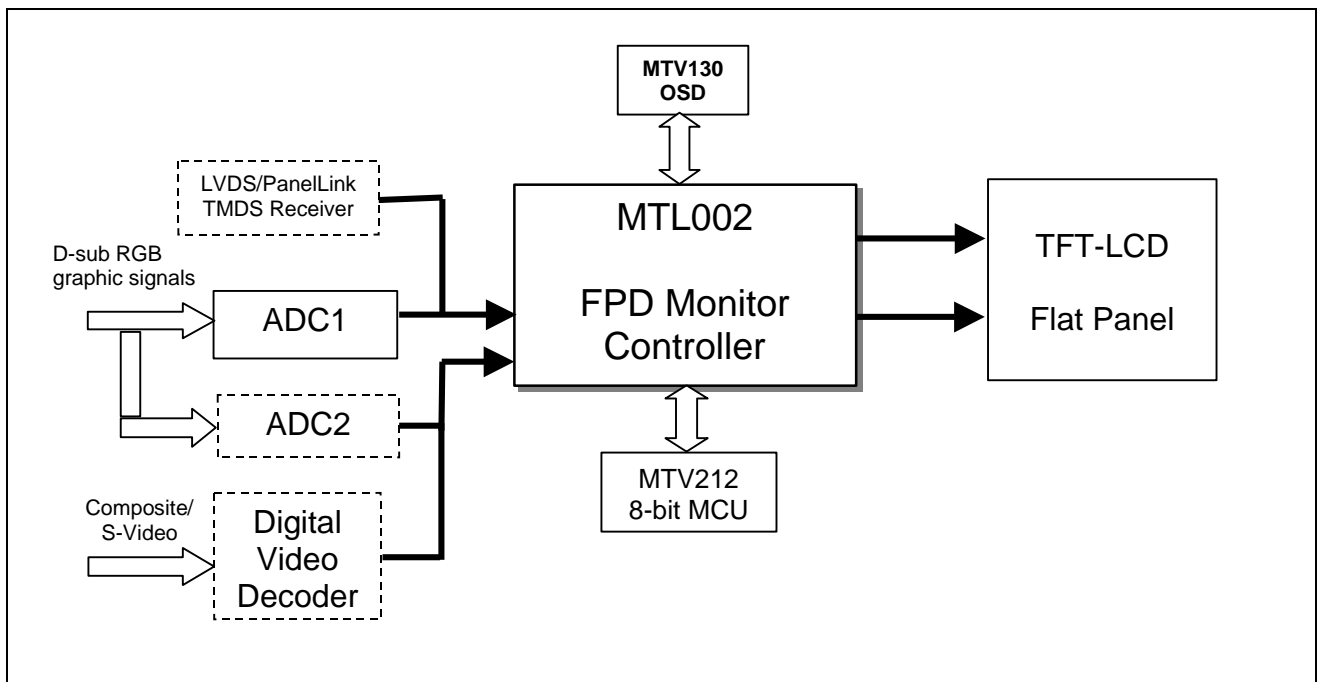 MTV130
OSD
LVDS/PanelLink
TMDS Receiver
MTL002
FPD Monitor
Controller
TFT-LCD
Flat Panel
D-sub RGB
graphic signals
ADC1
ADC2
MTV212
8-bit MCU
Composite/
S-Video
Digital
Video
Decoder